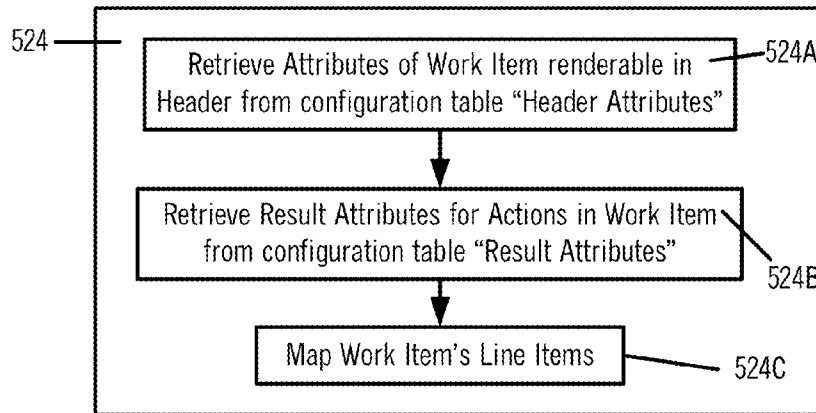 524
Retrieve Attributes of Work Item renderable in
Header from configuration table “Header Attributes”
524A
Retrieve Result Attributes for Actions in Work Item
from configuration table “Result Attributes”
524B
Map Work Item's Line Items
524C